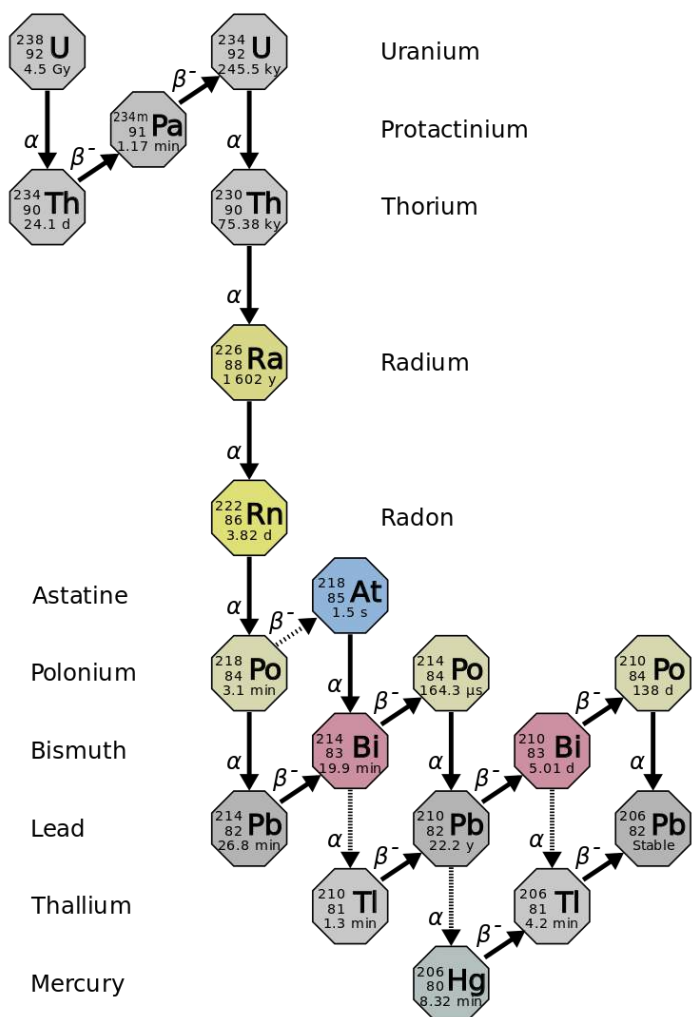 238
92 U
4.5 Gy
234
92 U
245.5 ky
Uranium
β⁻
234m
91 Pa
1.17 min
Protactinium
α
β⁻
α
234
90 Th
24.1 d
230
90 Th
75.38 ky
Thorium
α
226
88 Ra
1 602 y
Radium
α
222
86 Rn
3.82 d
Radon
Astatine
α
β⁻
218
85 At
1.5 s
Polonium
218
84 Po
3.1 min
α
214
84 Po
164.3 µs
210
84 Po
138 d
β⁻
β⁻
Bismuth
214
83 Bi
19.9 min
210
83 Bi
5.01 d
α
β⁻
α
β⁻
α
Lead
214
82 Pb
26.8 min
210
82 Pb
22.2 y
206
82 Pb
Stable
α
β⁻
α
β⁻
Thallium
210
81 Tl
1.3 min
206
81 Tl
4.2 min
α
β⁻
Mercury
206
80 Hg
8.32 min